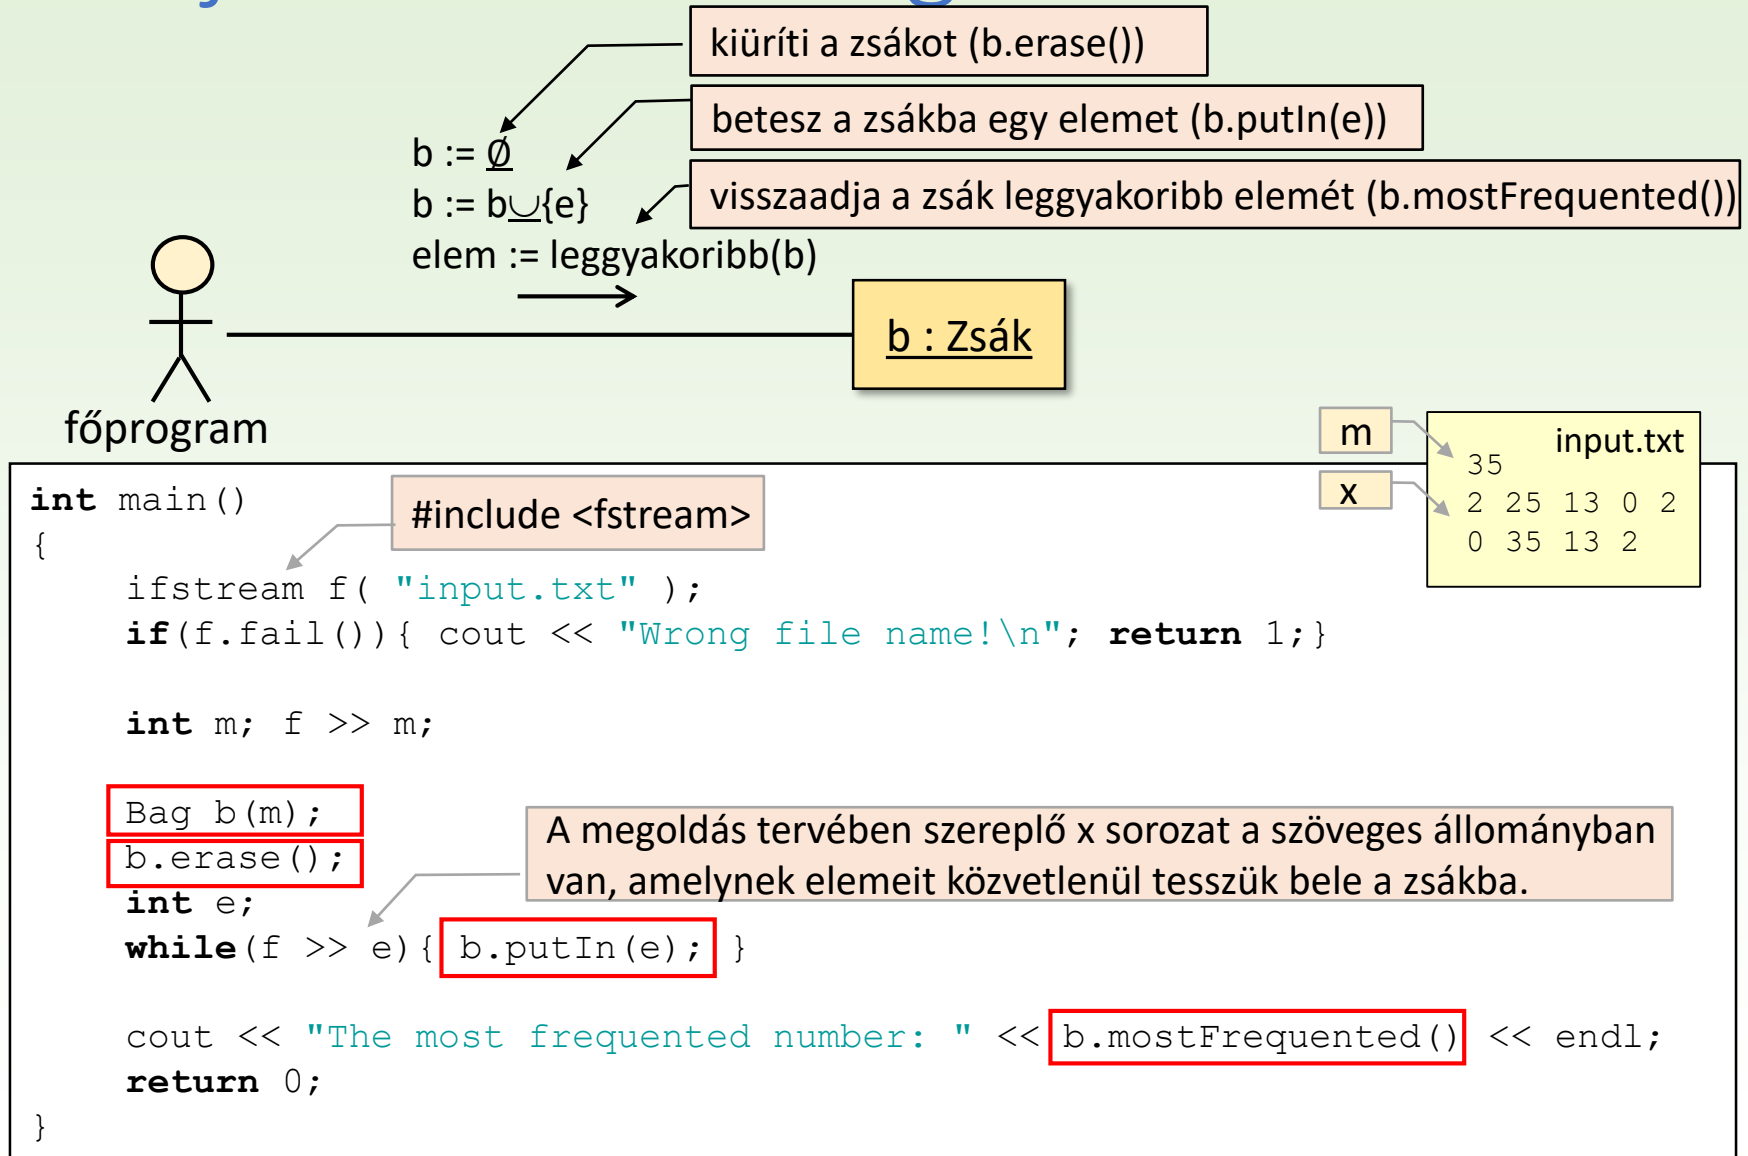 kiüríti a zsákot (b.erase())
betesz a zsákba egy elemet (b.putIn(e))
visszaadja a zsák leggyakoribb elemét (b.mostFrequented())
b := Ø
b := b∪{e}
elem := leggyakoribb(b)
b : Zsák
főprogram
m
input.txt
35
x
2 25 13 0 2
0 35 13 2
#include <fstream>
int main()
{
ifstream f( "input.txt" );
if(f.fail()){ cout << "Wrong file name!\n"; return 1;}
int m; f >> m;
Bag b(m);
b.erase();
A megoldás tervében szereplő x sorozat a szöveges állományban
van, amelynek elemeit közvetlenül tesszük bele a zsákba.
int e;
while(f >> e){ b.putIn(e); }
cout << "The most frequented number: " << b.mostFrequented() << endl;
return 0;
}